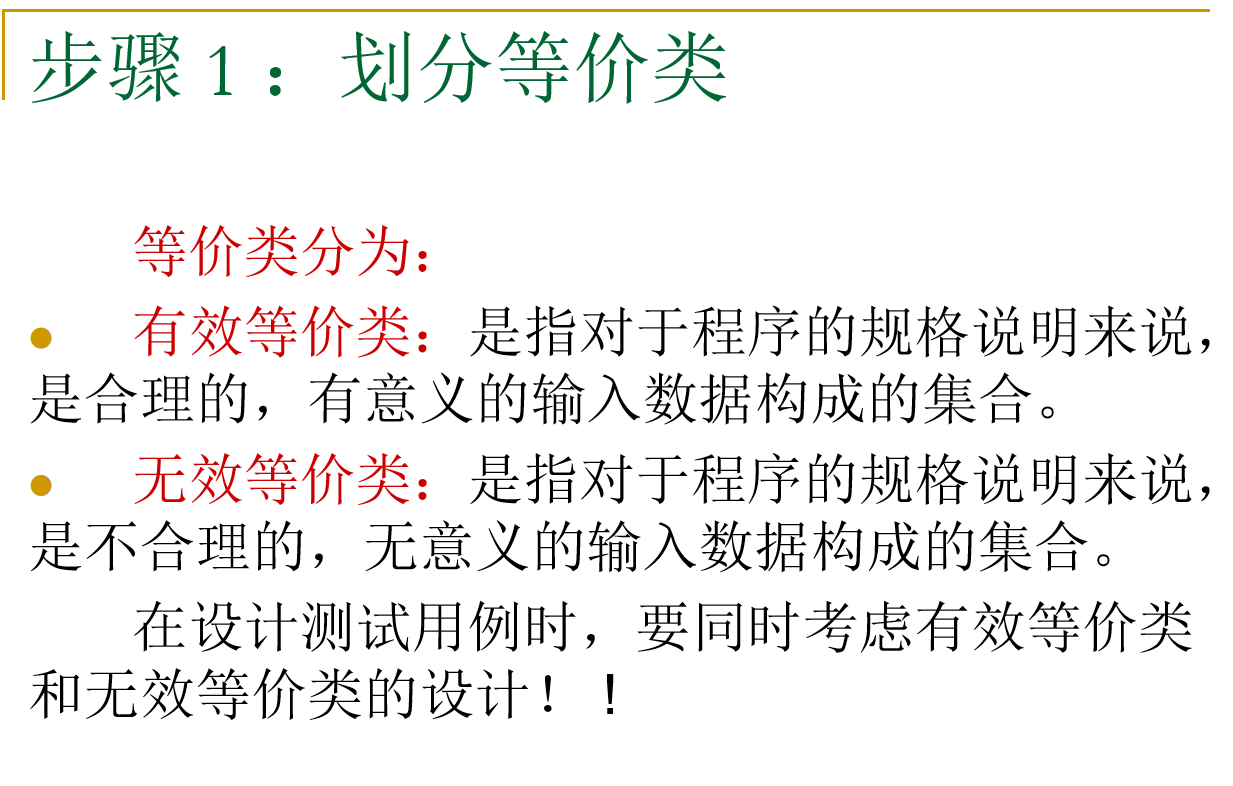 步骤1：划分等价类
等价类分为：
有效等价类：是指对于程序的规格说明来说，
是合理的，有意义的输入数据构成的集合。
无效等价类：是指对于程序的规格说明来说，
是不合理的，无意义的输入数据构成的集合。
在设计测试用例时，要同时考虑有效等价类
和无效等价类的设计！！